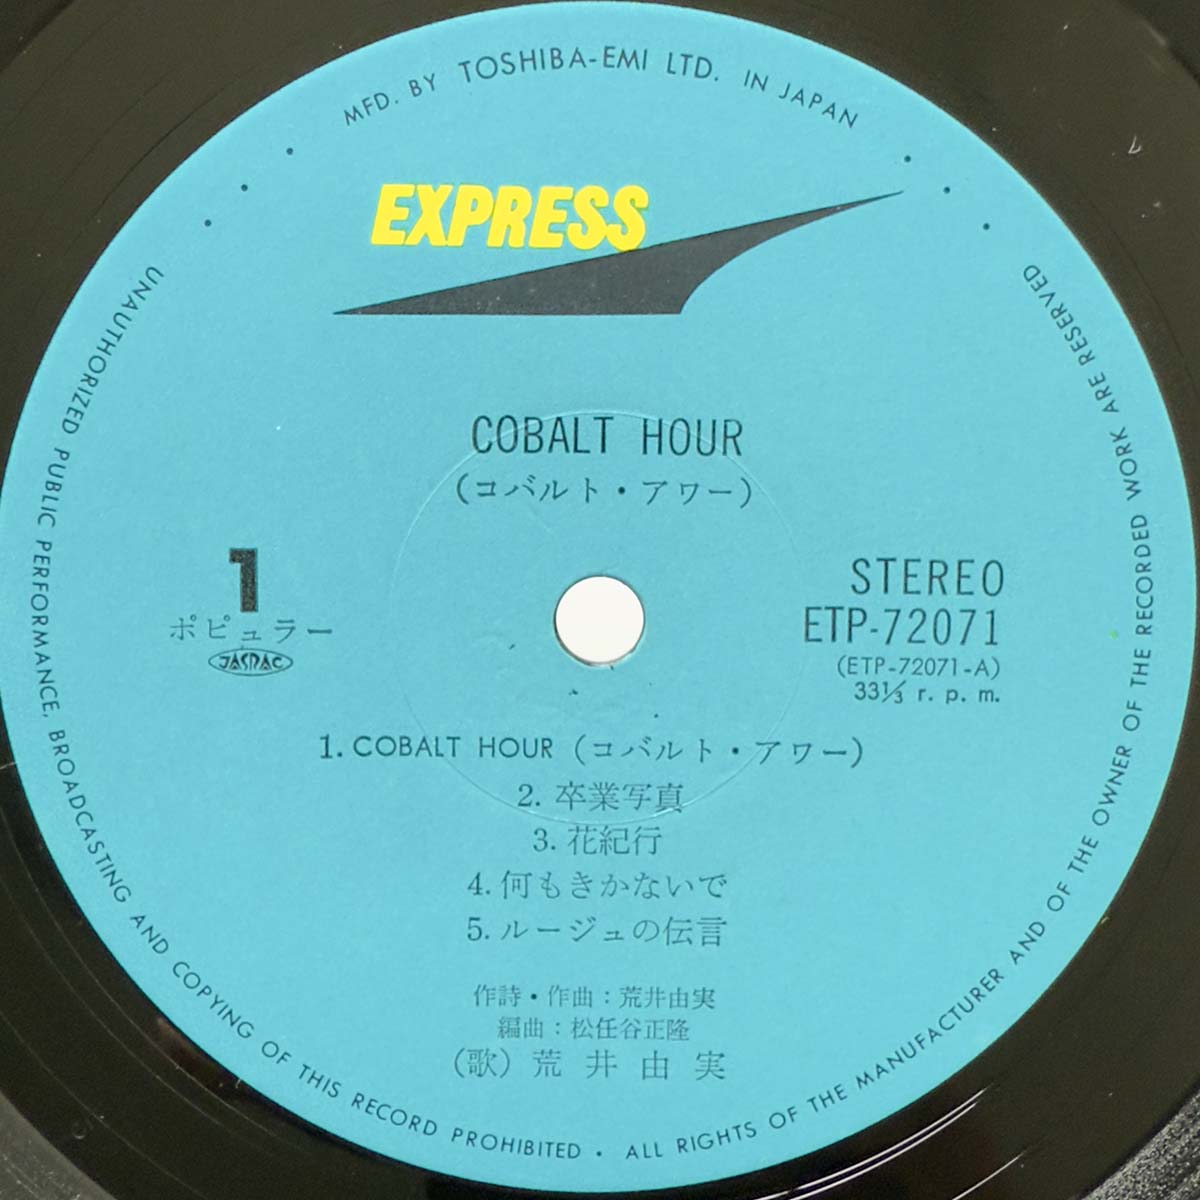 MFD. BY TOSHIBA-EMI LTD. IN JAPAN
EXPRESS
COBALT HOUR
(コバルト・アワー)
1
ポピュラー
JASRAC
STEREO
ETP-72071
(ETP-72071-A)
33⅓ r.p.m.
1. COBALT HOUR (コバルト・アワー)
2. 卒業写真
3. 花紀行
4. 何もきかないで
5. ルージュの伝言
作詩・作曲：荒井由実
編曲：松任谷正隆
(歌) 荒井由実
UNAUTHORIZED PUBLIC PERFORMANCE, BROADCASTING AND COPYING OF THIS RECORD PROHIBITED • ALL RIGHTS OF THE MANUFACTURER AND OF THE OWNER OF THE RECORDED WORK ARE RESERVED